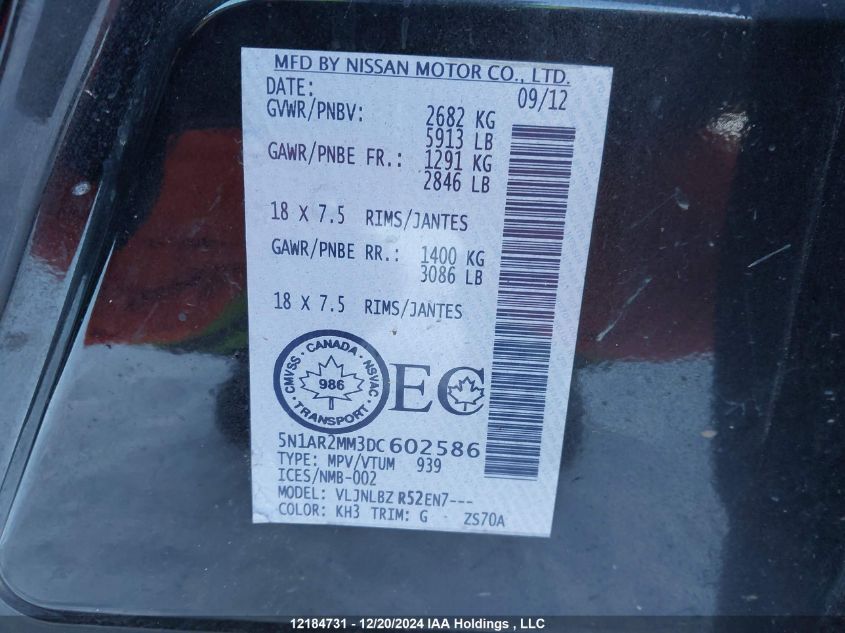 MFD BY NISSAN MOTOR CO., LTD.
DATE: 09/12
GVWR/PNBV: 2682 KG
5913 LB
GAWR/PNBE FR.: 1291 KG
2846 LB
18 X 7.5 RIMS/JANTES
GAWR/PNBE RR.: 1400 KG
3086 LB
18 X 7.5 RIMS/JANTES
CMVSS · CANADA · NSVAC
986
TRANSPORT
EC
5N1AR2MM3DC602586
TYPE: MPV/VTUM 939
ICES/NMB-002
MODEL: VLJNLBZ R52EN7---
COLOR: KH3 TRIM: G ZS70A
12184731 - 12/20/2024 IAA Holdings , LLC